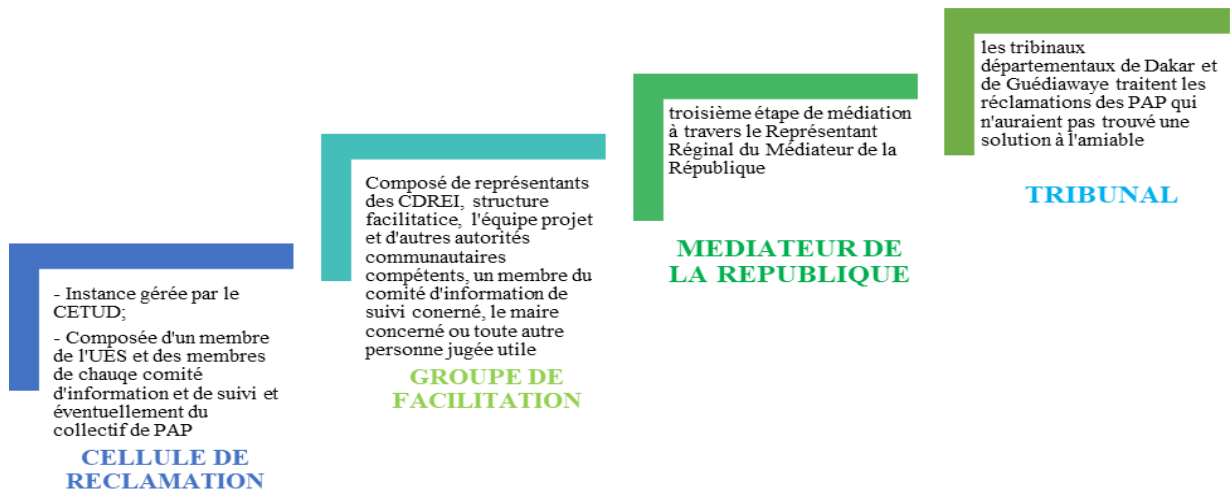 - Instance gérée par le
CETUD;
- Composée d'un membre
de l'UES et des membres
de chauqe comité
d'information et de suivi et
éventuellement du
collectif de PAP
CELLULE DE
RECLAMATION
Composé de représentants
des CDREI, structure
facilitatice, l'équipe projet
et d'autres autorités
communautaires
compétents, un membre du
comité d'information de
suivi conerné, le maire
concerné ou toute autre
personne jugée utile
GROUPE DE
FACILITATION
troisième étape de médiation
à travers le Représentant
Réginal du Médiateur de la
République
MEDIATEUR DE
LA REPUBLIQUE
les tribinaux
départementaux de Dakar et
de Guédiawaye traitent les
réclamations des PAP qui
n'auraient pas trouvé une
solution à l'amiable
TRIBUNAL